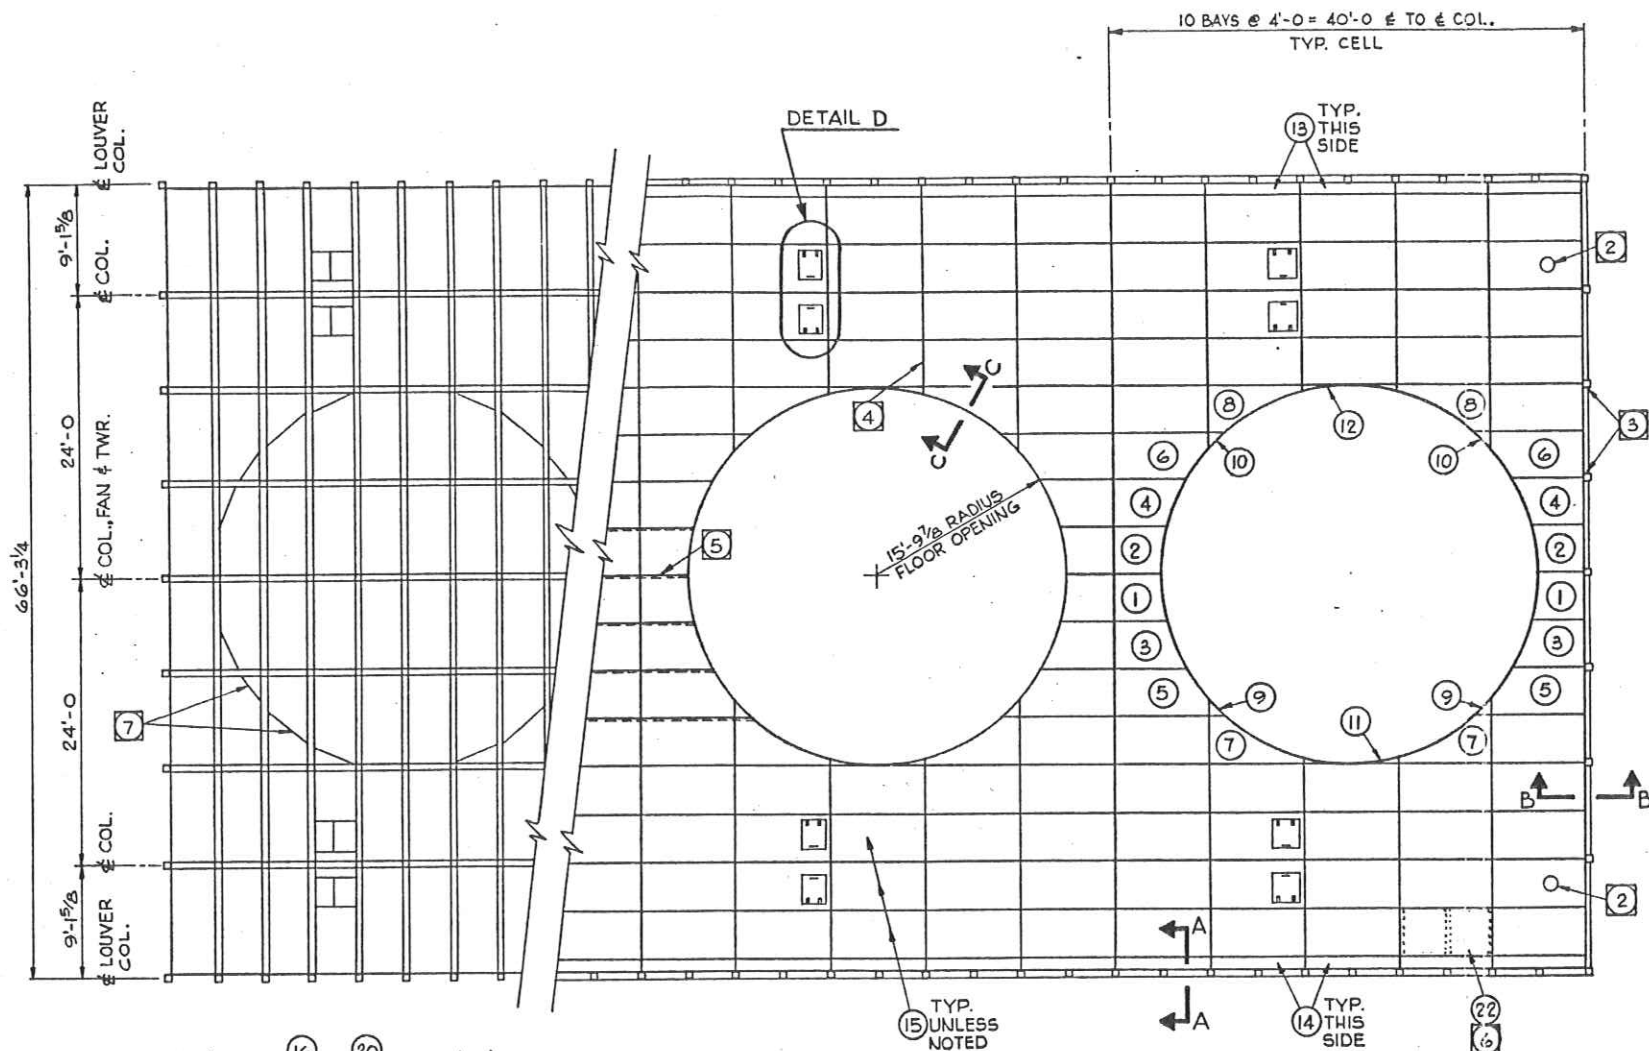 10 BAYS @ 4'-0 = 40'-0 ℄ TO ℄ COL.
TYP. CELL
DETAIL D
13
TYP.
THIS
SIDE
℄ LOUVER
COL.
9'-1 5/8
℄ COL.
2
24'-0
℄ COL., FAN & TWR.
66'-3 1/4
4
C
C
8
12
8
3
6
10
10
6
4
4
15'-9 7/8 RADIUS
FLOOR OPENING
5
2
2
1
1
3
3
5
9
9
5
7
11
7
7
24'-0
B
B
℄ COL.
2
9'-1 5/8
℄ LOUVER
COL.
A
A
15
TYP.
UNLESS
NOTED
14
TYP.
THIS
SIDE
22
6
16
20